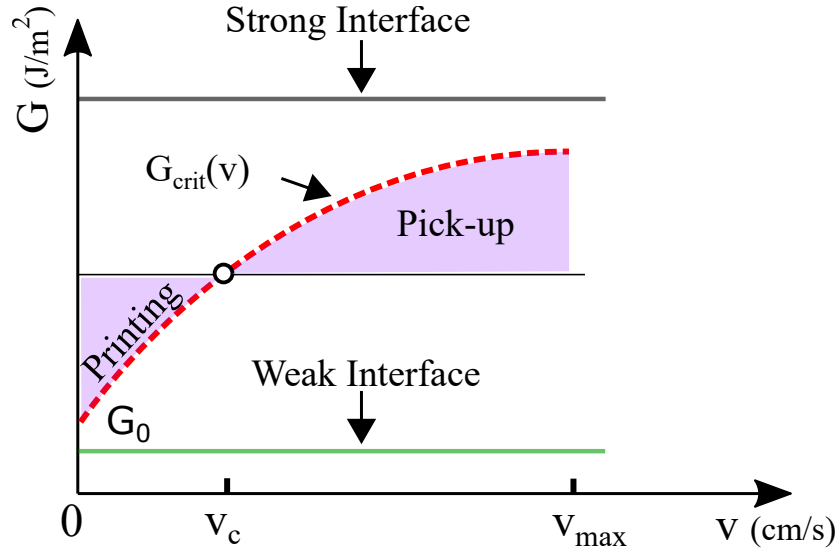 Strong Interface
G (J/m²)
G_crit(v)
Pick-up
Printing
Weak Interface
G₀
0
v_c
v_max
v (cm/s)